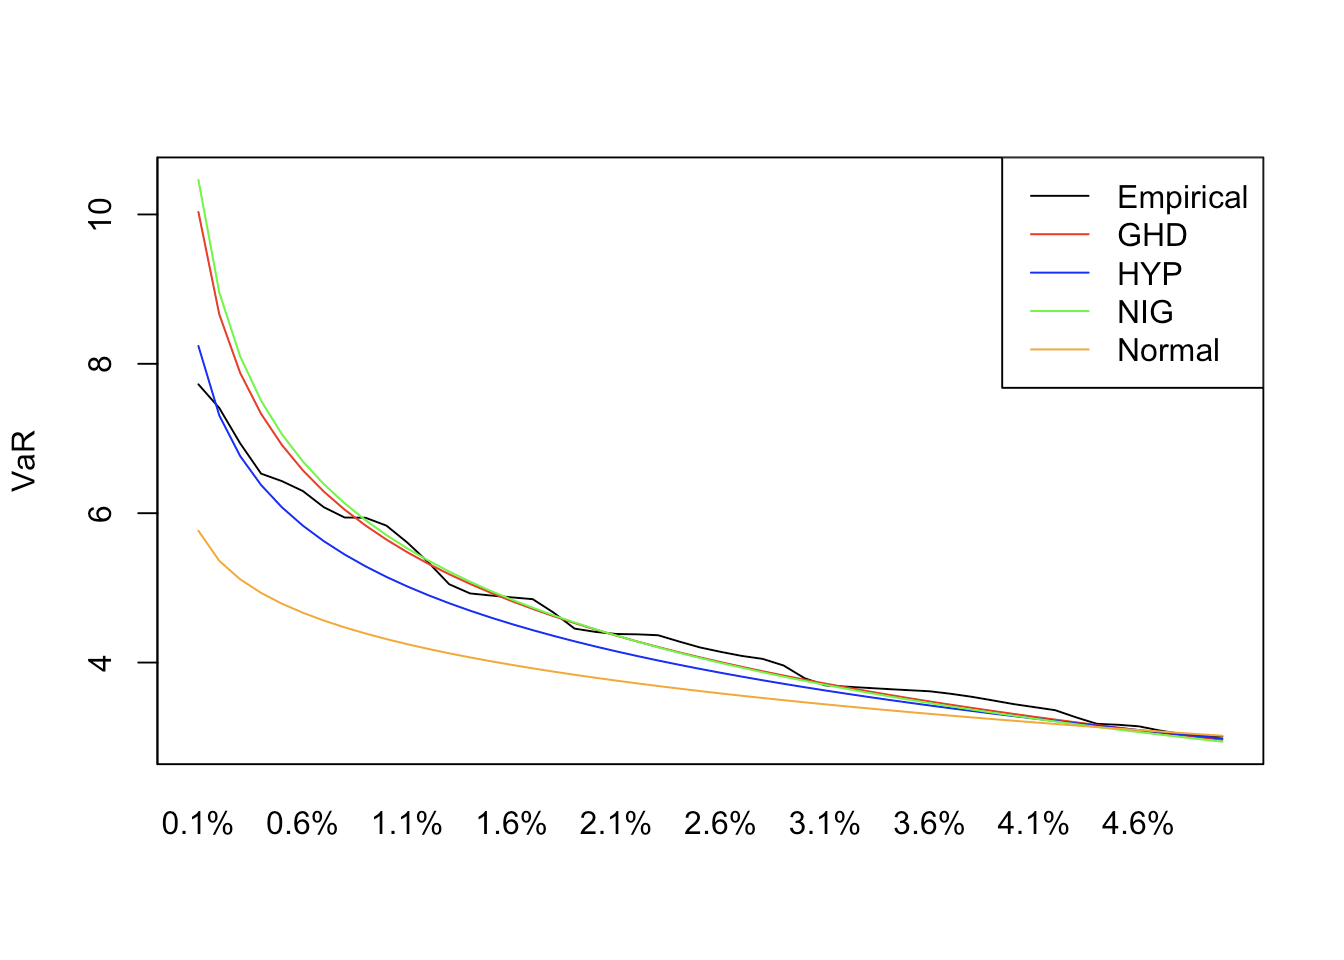 Empirical
GHD
HYP
NIG
Normal
VaR
10
8
6
4
0.1% 0.6% 1.1% 1.6% 2.1% 2.6% 3.1% 3.6% 4.1% 4.6%